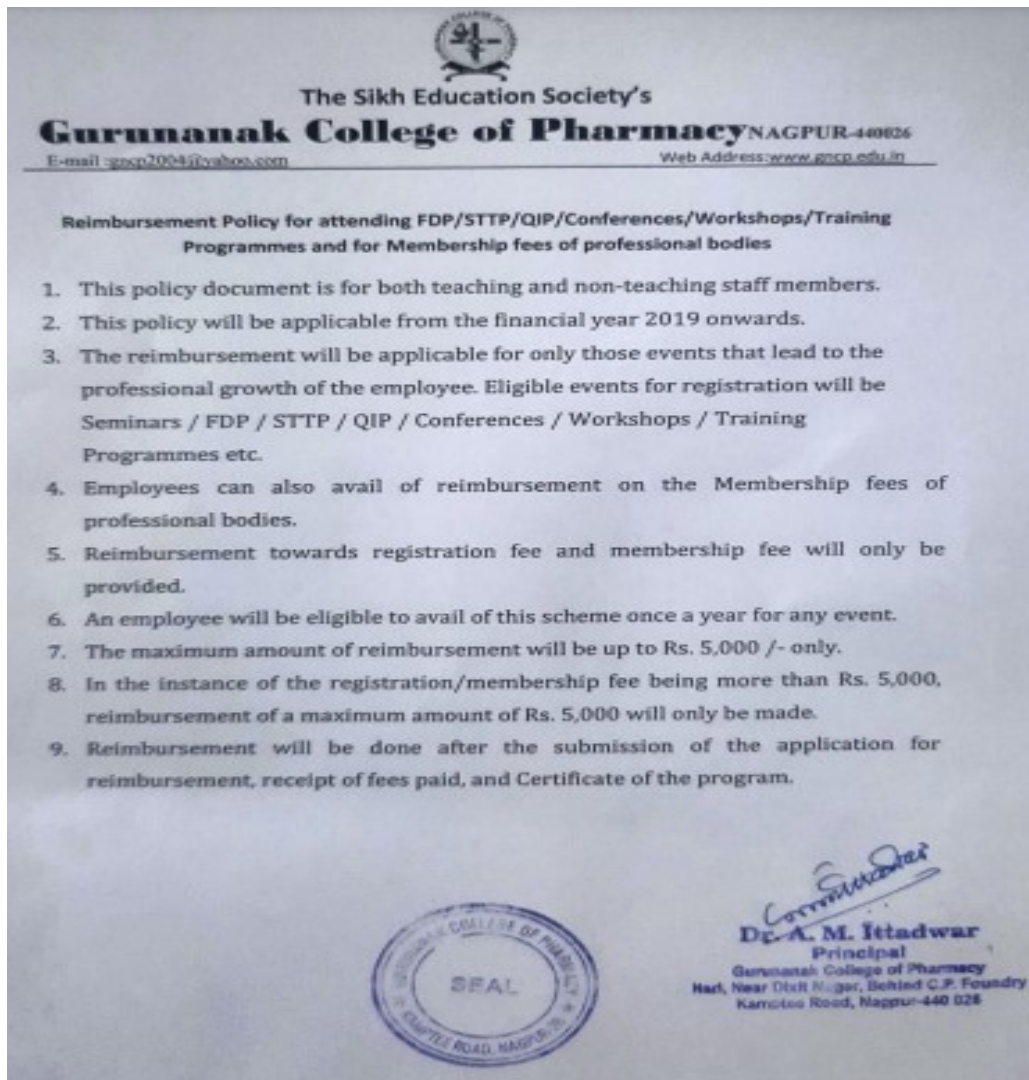 The Sikh Education Society's
Gurunanak College of Pharmacy NAGPUR-440026
E-mail :gncp2004@yahoo.com Web Address:www.gncp.edu.in
Reimbursement Policy for attending FDP/STTP/QIP/Conferences/Workshops/Training
Programmes and for Membership fees of professional bodies
1. This policy document is for both teaching and non-teaching staff members.
2. This policy will be applicable from the financial year 2019 onwards.
3. The reimbursement will be applicable for only those events that lead to the
professional growth of the employee. Eligible events for registration will be
Seminars / FDP / STTP / QIP / Conferences / Workshops / Training
Programmes etc.
4. Employees can also avail of reimbursement on the Membership fees of
professional bodies.
5. Reimbursement towards registration fee and membership fee will only be
provided.
6. An employee will be eligible to avail of this scheme once a year for any event.
7. The maximum amount of reimbursement will be up to Rs. 5,000 /- only.
8. In the instance of the registration/membership fee being more than Rs. 5,000,
reimbursement of a maximum amount of Rs. 5,000 will only be made.
9. Reimbursement will be done after the submission of the application for
reimbursement, receipt of fees paid, and Certificate of the program.
GURUNANAK COLLEGE OF PHARMACY
SEAL
KAMPTEE ROAD, NAGPUR-26
Dr. A. M. Ittadwar
Principal
Gurunanak College of Pharmacy
Nari, Near Dixit Nagar, Behind C.P. Foundry
Kamptee Road, Nagpur-440 026